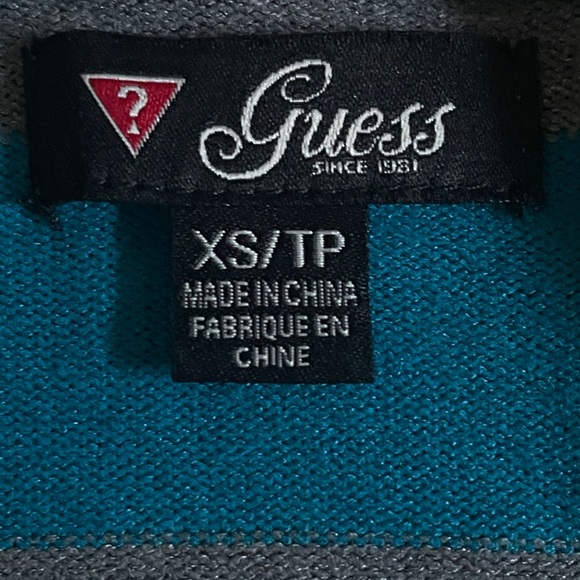 ?
Guess
SINCE 1981
XS/TP
MADE IN CHINA
FABRIQUE EN
CHINE